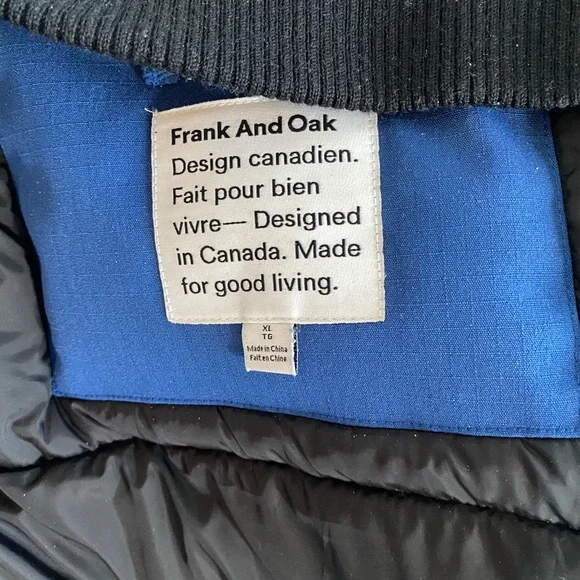 Frank And Oak
Design canadien.
Fait pour bien
vivre— Designed
in Canada. Made
for good living.
XL
TG
Made in China
Fait en Chine